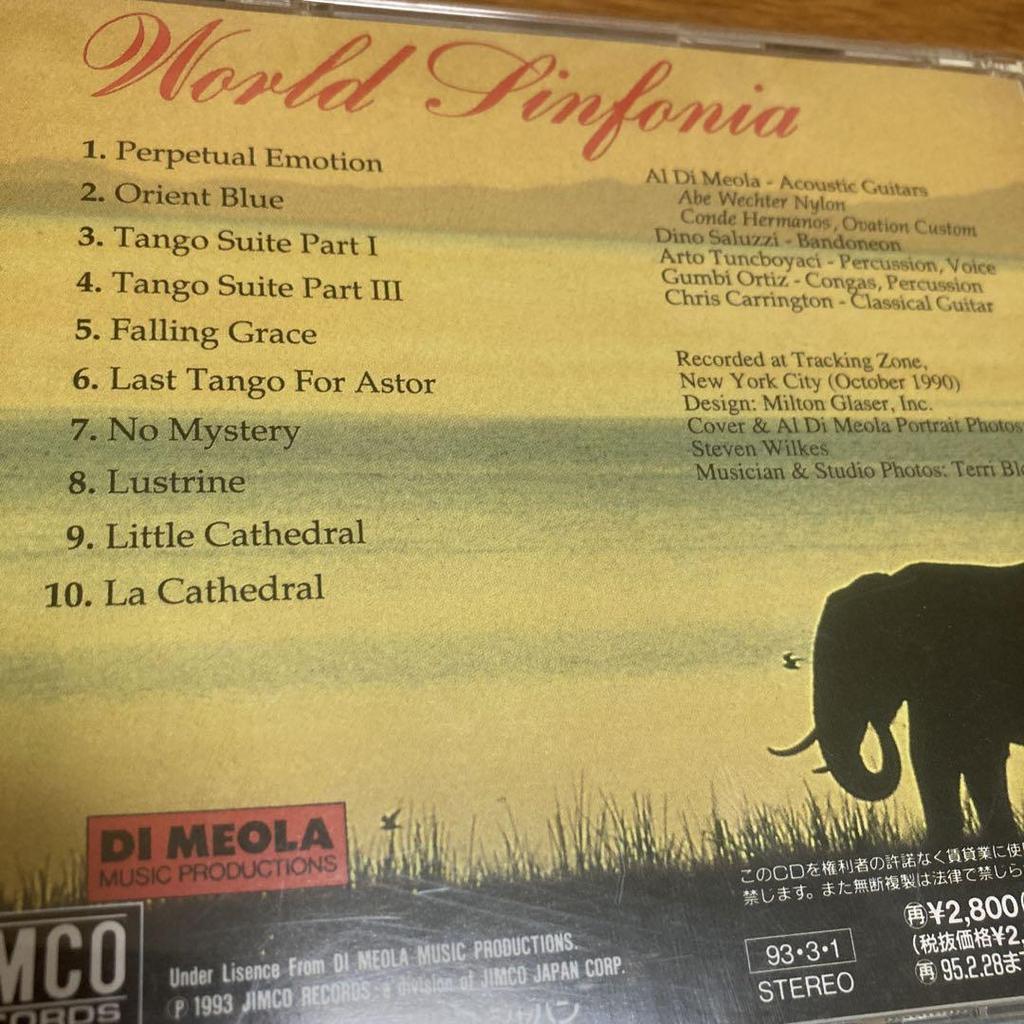 World Sinfonia
1. Perpetual Emotion
2. Orient Blue
3. Tango Suite Part I
4. Tango Suite Part III
5. Falling Grace
6. Last Tango For Astor
7. No Mystery
8. Lustrine
9. Little Cathedral
10. La Cathedral
Al Di Meola - Acoustic Guitars
Abe Wechter Nylon
Conde Hermanos, Ovation Custom
Dino Saluzzi - Bandoneon
Arto Tuncboyaci - Percussion, Voice
Gumbi Ortiz - Congas, Percussion
Chris Carrington - Classical Guitar
Recorded at Tracking Zone,
New York City (October 1990)
Design: Milton Glaser, Inc.
Cover & Al Di Meola Portrait Photos
Steven Wilkes
Musician & Studio Photos: Terri
DI MEOLA
MUSIC PRODUCTIONS
このCDを権利者の許諾なく賃貸業に使
禁じます。また無断複製は法律で禁じら
再¥2,800(
(税抜価格¥2,
再95.2.28ま
93・3・1
STEREO
MCO
Under Lisence From DI MEOLA MUSIC PRODUCTIONS.
Ⓟ 1993 JIMCO RECORDS a division of JIMCO JAPAN CORP.